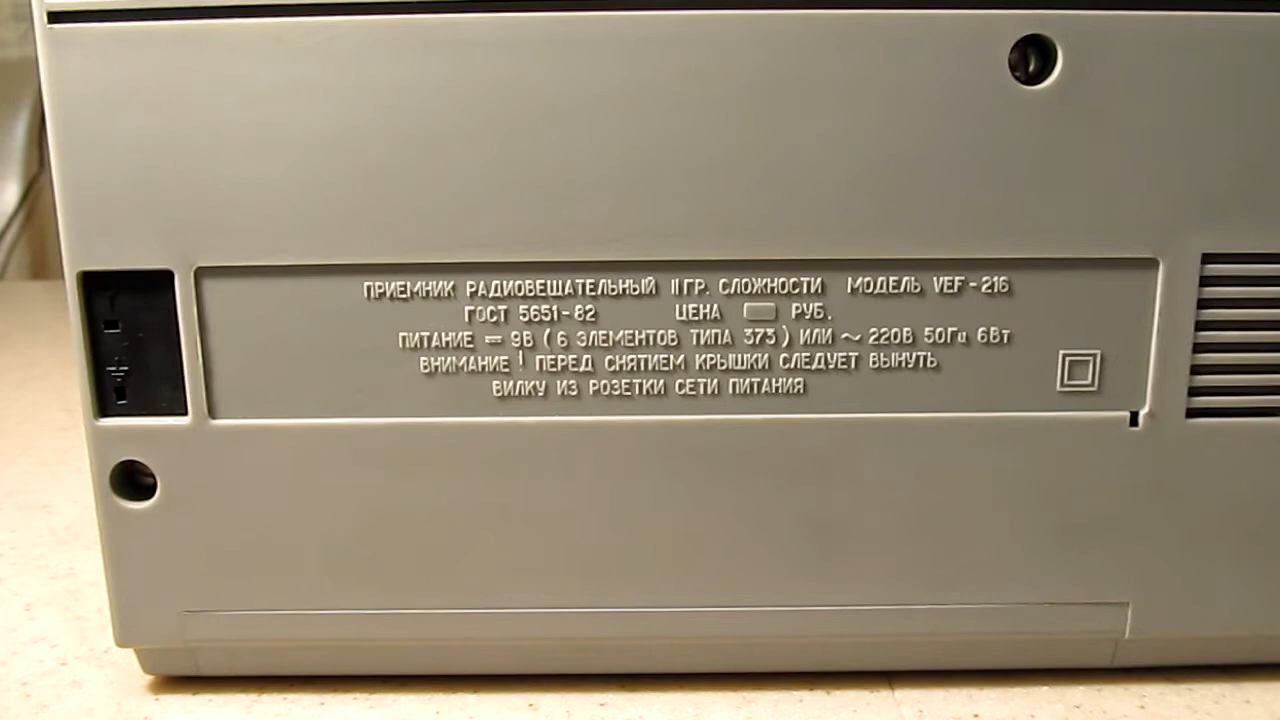 ПРИЕМНИК РАДИОВЕЩАТЕЛЬНЫЙ II ГР. СЛОЖНОСТИ МОДЕЛЬ VEF-216
ГОСТ 5651-82 ЦЕНА РУБ.
ПИТАНИЕ = 9В (6 ЭЛЕМЕНТОВ ТИПА 373) ИЛИ ~ 220В 50Гц 6Вт
ВНИМАНИЕ! ПЕРЕД СНЯТИЕМ КРЫШКИ СЛЕДУЕТ ВЫНУТЬ
ВИЛКУ ИЗ РОЗЕТКИ СЕТИ ПИТАНИЯ